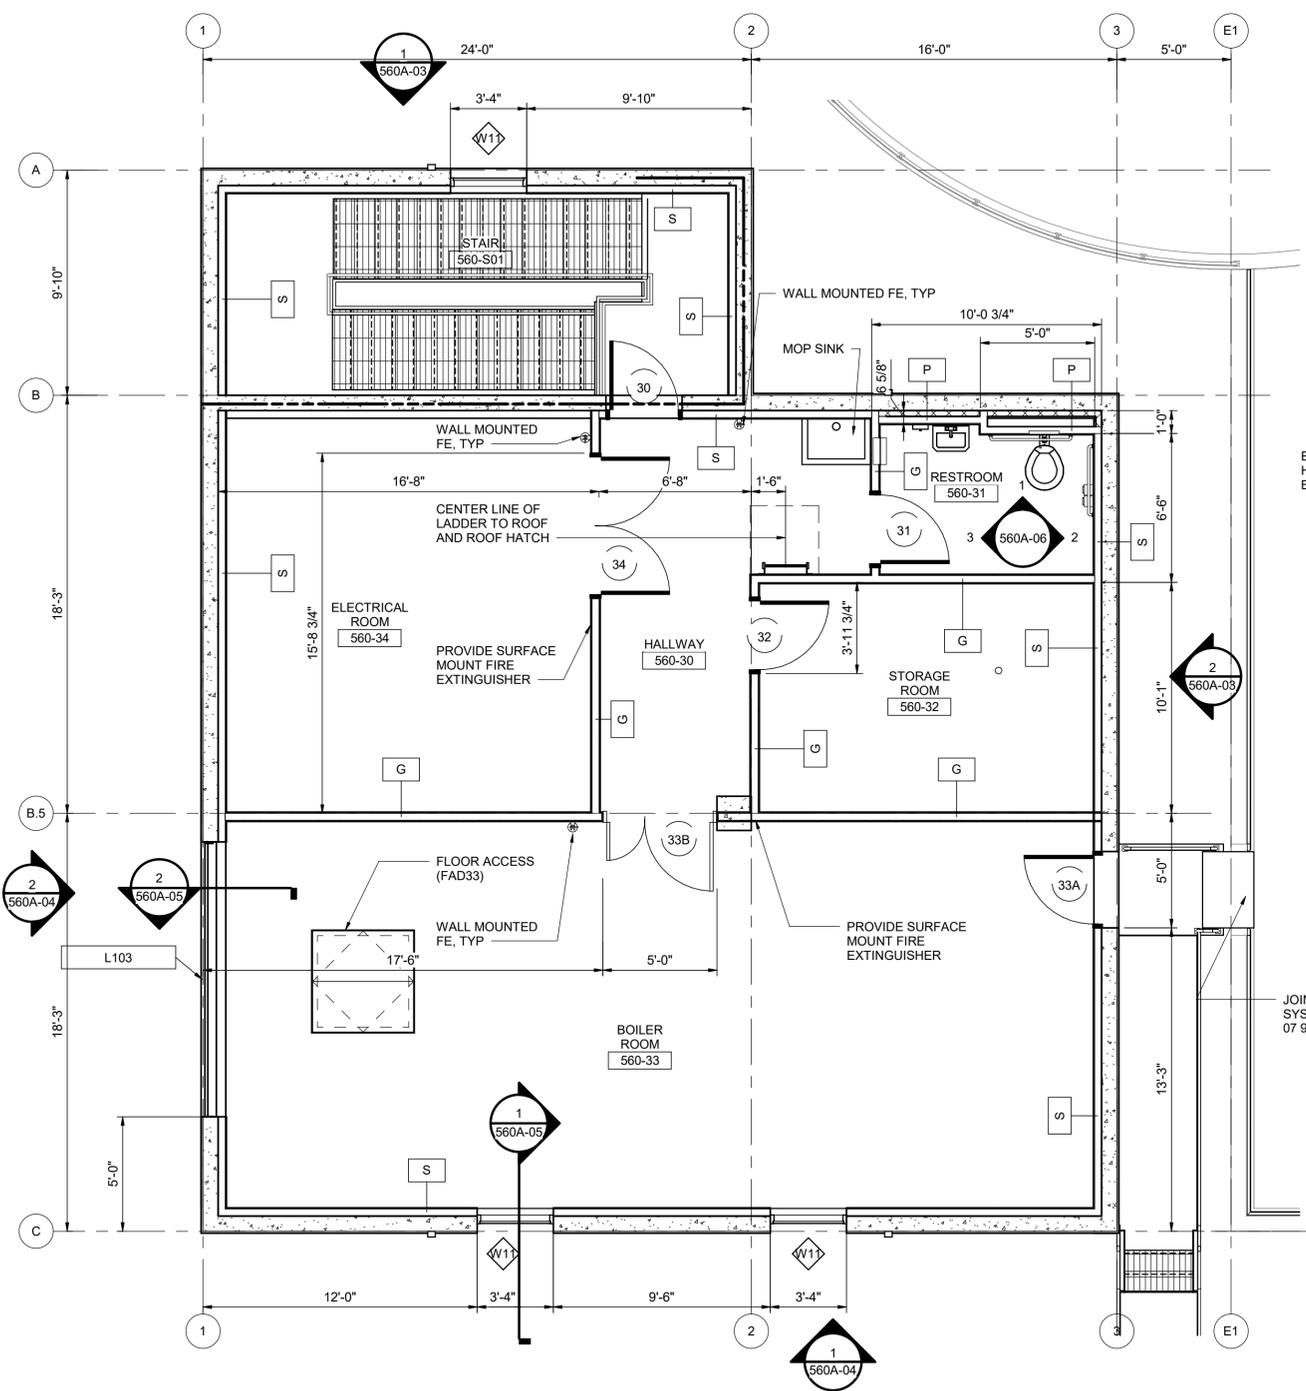 1
2
3
E1
1
560A-03
24'-0"
16'-0"
5'-0"
3'-4"
9'-10"
W11
A
S
STAIR
560-S01
9'-10"
S
S
WALL MOUNTED FE, TYP
10'-0 3/4"
5'-0"
MOP SINK
6 5/8"
P
P
30
B
WALL MOUNTED
FE, TYP
S
1'-0"
G
RESTROOM
560-31
16'-8"
6'-8"
1'-6"
1
6'-6"
CENTER LINE OF
LADDER TO ROOF
AND ROOF HATCH
31
3
560A-06
2
S
S
34
18'-3"
15'-8 3/4"
ELECTRICAL
ROOM
560-34
32
3'-11 3/4"
PROVIDE SURFACE
MOUNT FIRE
EXTINGUISHER
HALLWAY
560-30
G
S
STORAGE
ROOM
560-32
2
560A-03
10'-1"
G
G
G
G
B.5
33B
FLOOR ACCESS
(FAD33)
33A
5'-0"
2
560A-04
2
560A-05
WALL MOUNTED
FE, TYP
PROVIDE SURFACE
MOUNT FIRE
EXTINGUISHER
L103
17'-6"
5'-0"
18'-3"
BOILER
ROOM
560-33
13'-3"
1
560A-05
S
S
5'-0"
C
W11
W11
12'-0"
3'-4"
9'-6"
3'-4"
1
2
3
E1
1
560A-04
E
H
E
JOI
SYS
07 9